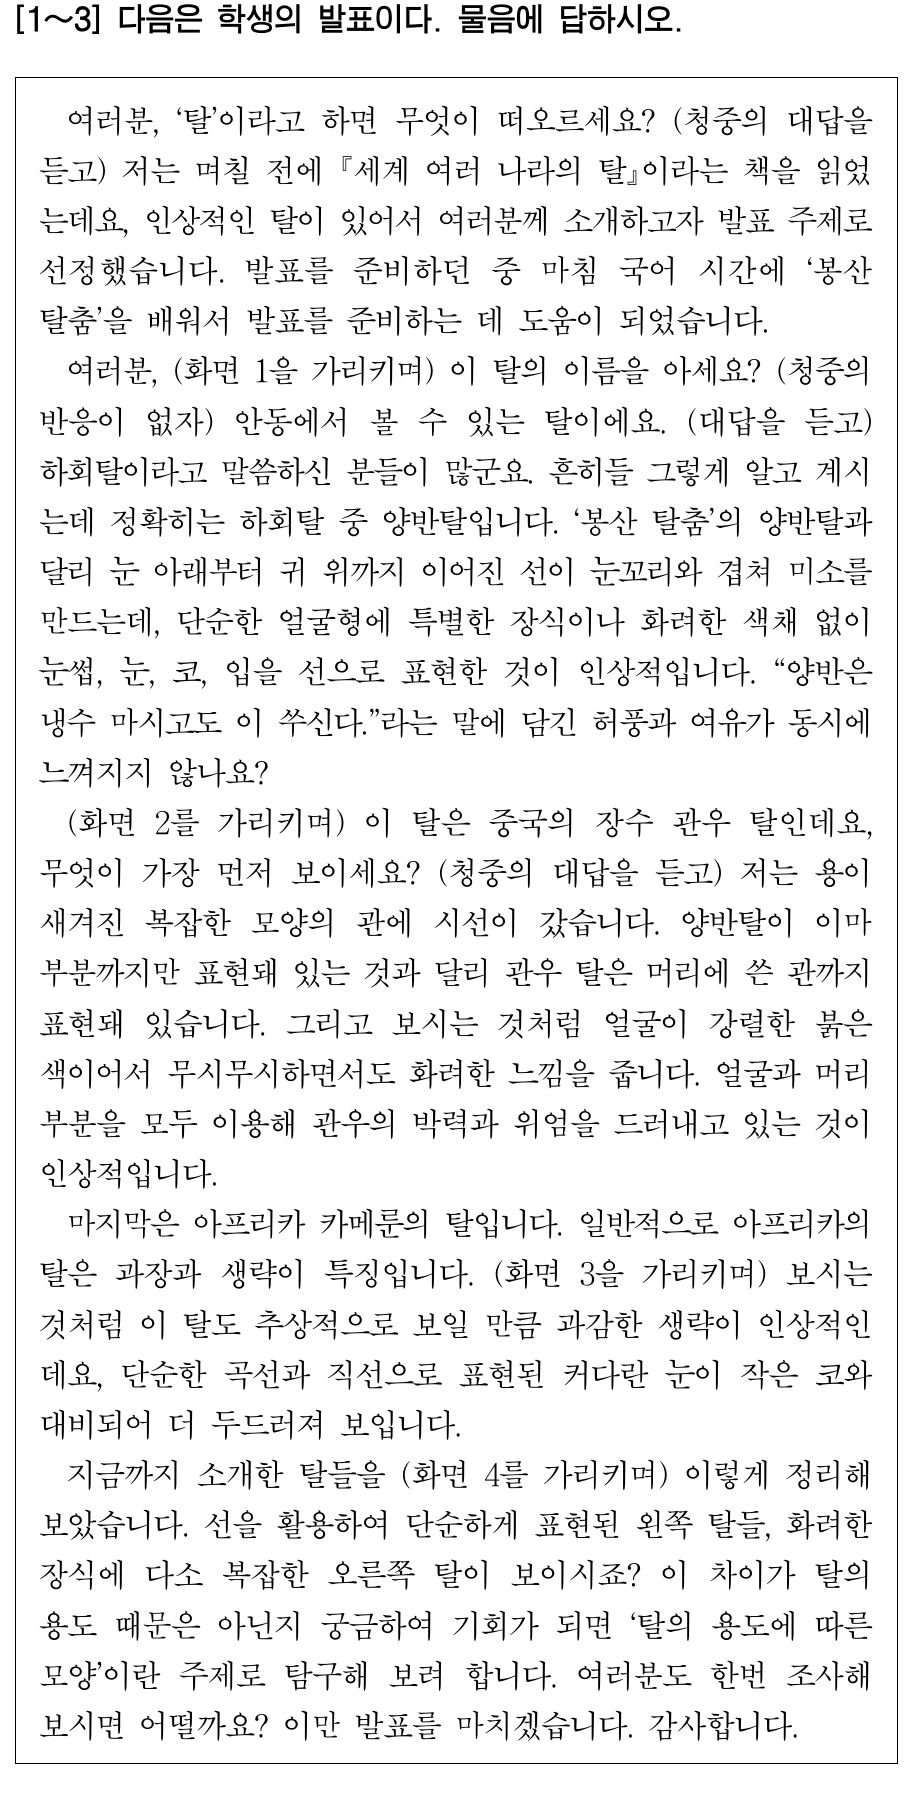 [1～3] 다음은 학생의 발표이다. 물음에 답하시오.
여러분, ‘탈’이라고 하면 무엇이 떠오르세요? (청중의 대답을
듣고) 저는 며칠 전에 『세계 여러 나라의 탈』이라는 책을 읽었
는데요, 인상적인 탈이 있어서 여러분께 소개하고자 발표 주제로
선정했습니다. 발표를 준비하던 중 마침 국어 시간에 ‘봉산
탈춤’을 배워서 발표를 준비하는 데 도움이 되었습니다.
여러분, (화면 1을 가리키며) 이 탈의 이름을 아세요? (청중의
반응이 없자) 안동에서 볼 수 있는 탈이에요. (대답을 듣고)
하회탈이라고 말씀하신 분들이 많군요. 흔히들 그렇게 알고 계시
는데 정확히는 하회탈 중 양반탈입니다. ‘봉산 탈춤’의 양반탈과
달리 눈 아래부터 귀 위까지 이어진 선이 눈꼬리와 겹쳐 미소를
만드는데, 단순한 얼굴형에 특별한 장식이나 화려한 색채 없이
눈썹, 눈, 코, 입을 선으로 표현한 것이 인상적입니다. “양반은
냉수 마시고도 이 쑤신다.”라는 말에 담긴 허풍과 여유가 동시에
느껴지지 않나요?
(화면 2를 가리키며) 이 탈은 중국의 장수 관우 탈인데요,
무엇이 가장 먼저 보이세요? (청중의 대답을 듣고) 저는 용이
새겨진 복잡한 모양의 관에 시선이 갔습니다. 양반탈이 이마
부분까지만 표현돼 있는 것과 달리 관우 탈은 머리에 쓴 관까지
표현돼 있습니다. 그리고 보시는 것처럼 얼굴이 강렬한 붉은
색이어서 무시무시하면서도 화려한 느낌을 줍니다. 얼굴과 머리
부분을 모두 이용해 관우의 박력과 위엄을 드러내고 있는 것이
인상적입니다.
마지막은 아프리카 카메룬의 탈입니다. 일반적으로 아프리카의
탈은 과장과 생략이 특징입니다. (화면 3을 가리키며) 보시는
것처럼 이 탈도 추상적으로 보일 만큼 과감한 생략이 인상적인
데요, 단순한 곡선과 직선으로 표현된 커다란 눈이 작은 코와
대비되어 더 두드러져 보입니다.
지금까지 소개한 탈들을 (화면 4를 가리키며) 이렇게 정리해
보았습니다. 선을 활용하여 단순하게 표현된 왼쪽 탈들, 화려한
장식에 다소 복잡한 오른쪽 탈이 보이시죠? 이 차이가 탈의
용도 때문은 아닌지 궁금하여 기회가 되면 ‘탈의 용도에 따른
모양’이란 주제로 탐구해 보려 합니다. 여러분도 한번 조사해
보시면 어떨까요? 이만 발표를 마치겠습니다. 감사합니다.